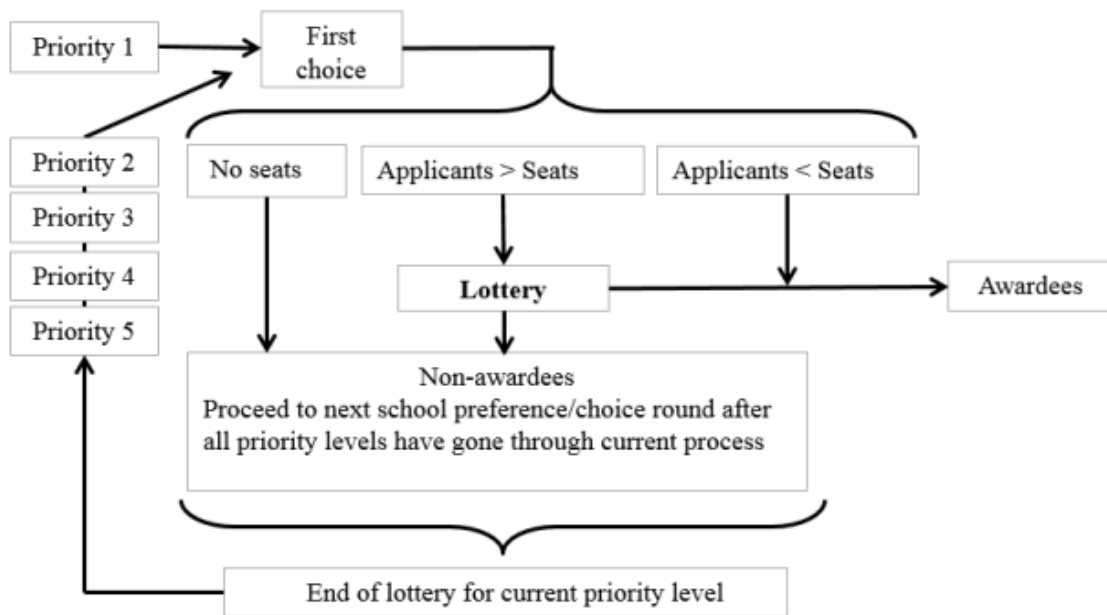 Priority 1
First
choice
Priority 2
Priority 3
Priority 4
Priority 5
No seats
Applicants > Seats
Applicants < Seats
Lottery
Awardees
Non-awardees
Proceed to next school preference/choice round after
all priority levels have gone through current process
End of lottery for current priority level